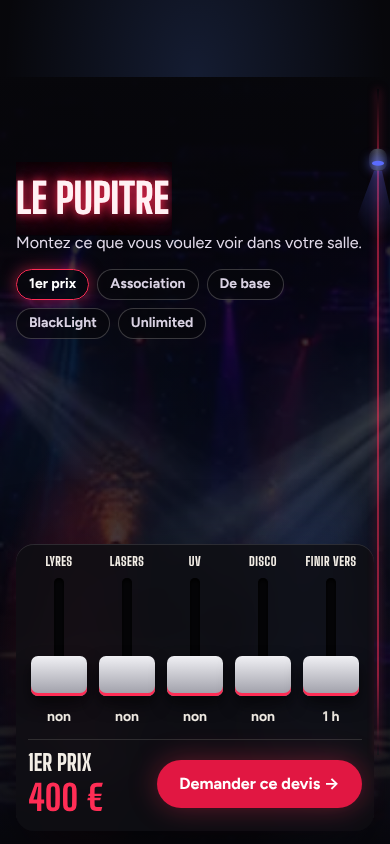 LE PUPITRE
Montez ce que vous voulez voir dans votre salle.
1er prix Association De base
BlackLight Unlimited
LYRES LASERS UV DISCO FINIR VERS
non non non non 1 h
1ER PRIX
400 €
Demander ce devis →